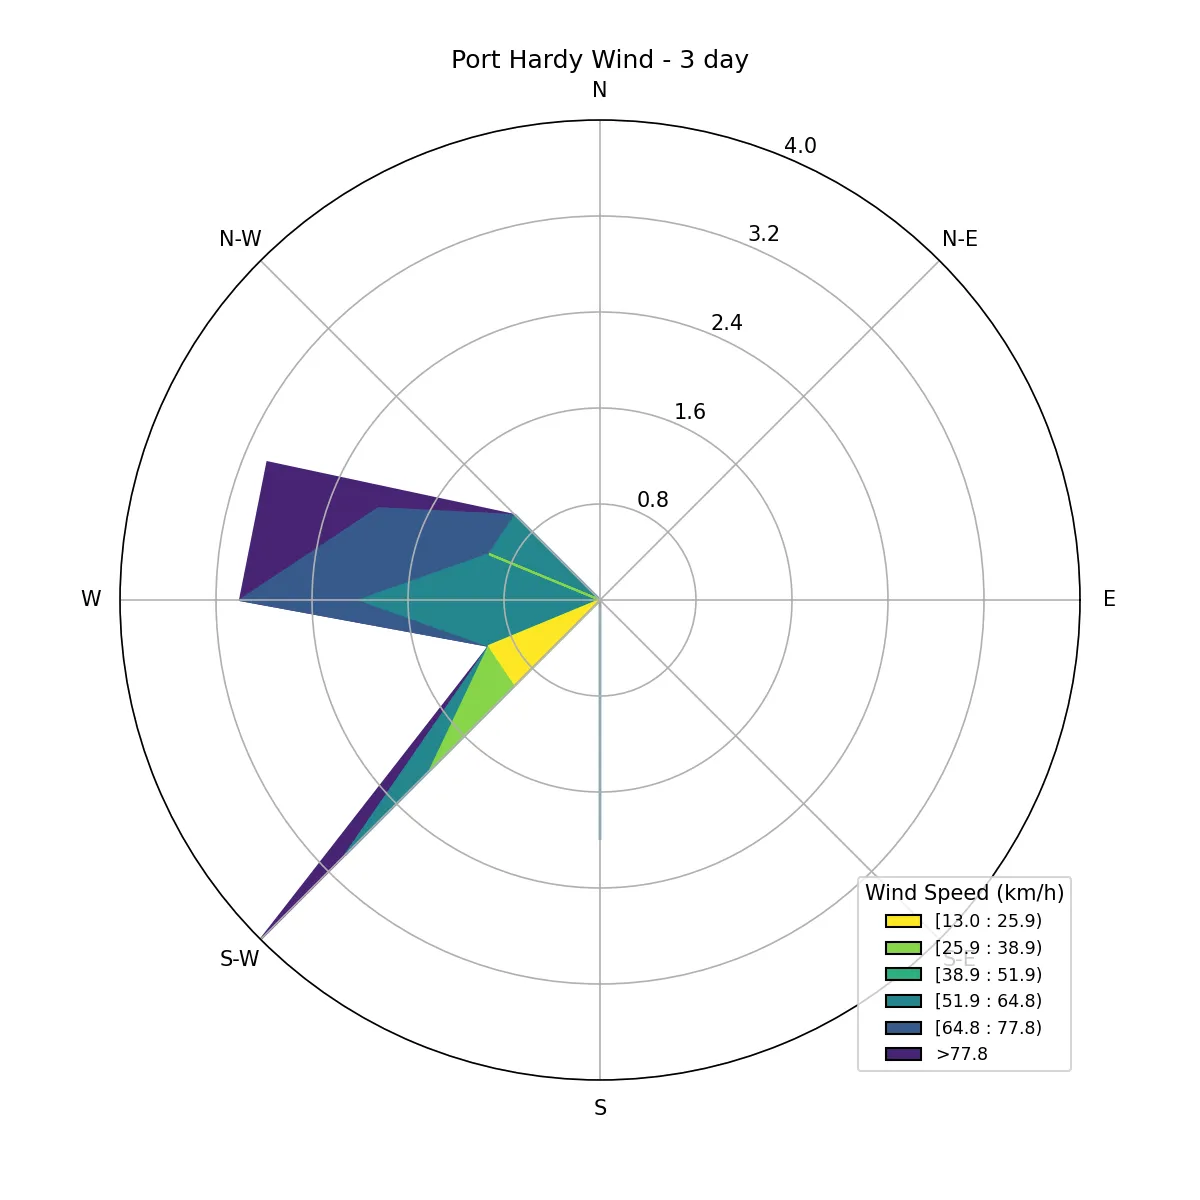 Port Hardy Wind - 3 day
N
4.0
N-W
3.2
N-E
2.4
1.6
0.8
W
E
S-W
S-E
S
Wind Speed (km/h)
[13.0 : 25.9)
[25.9 : 38.9)
[38.9 : 51.9)
[51.9 : 64.8)
[64.8 : 77.8)
>77.8